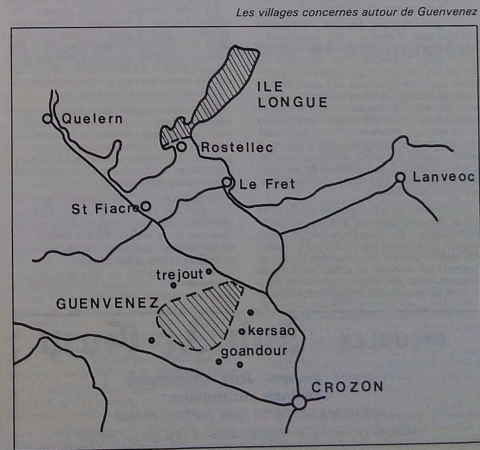 Les villages concernes autour de Guenvenez
ILE
LONGUE
Quelern
Rostellec
Le Fret
Lanveoc
St Fiacre
trejout
GUENVENEZ
kersao
goandour
CROZON